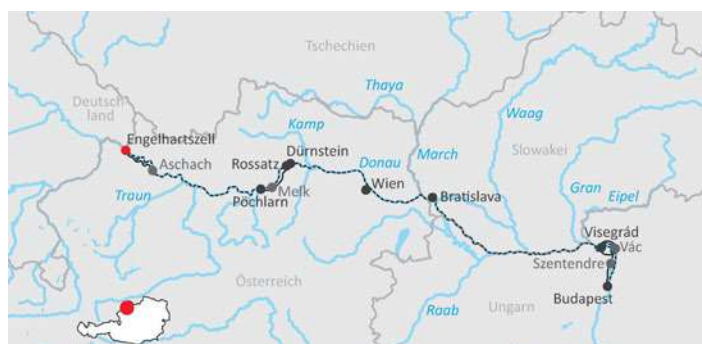 Tschechien
Deutsch
land
Thaya
Engelhartszell
Kamp
Waag
Aschach
Rossatz
Dürnstein
Donau
March
Slowakei
Traun
Pöchlarn
Melk
Wien
Bratislava
Gran
Eipel
Visegrád
Vác
Szentendre
Österreich
Raab
Ungarn
Budapest